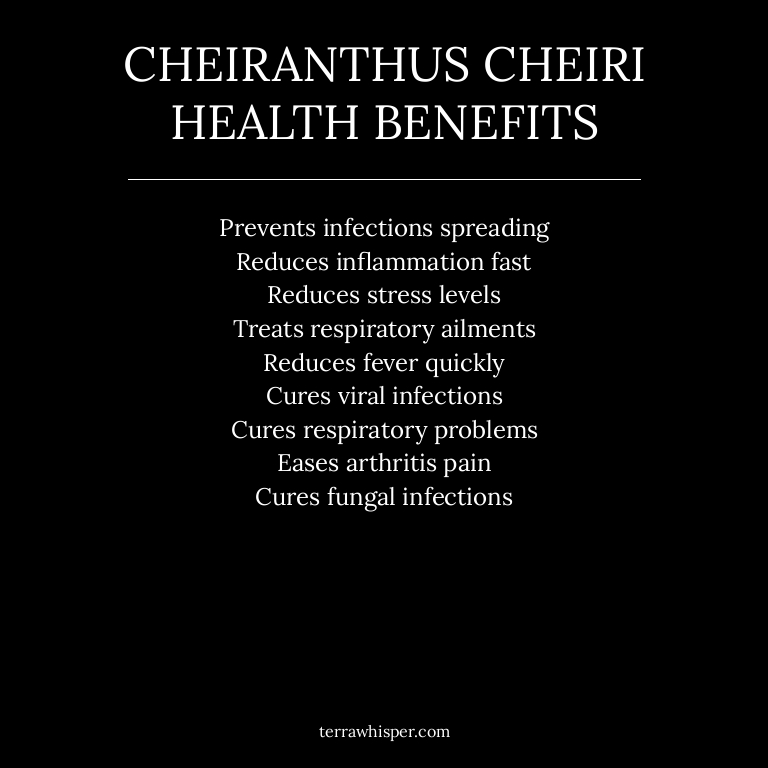 CHEIRANTHUS CHEIRI
HEALTH BENEFITS
Prevents infections spreading
Reduces inflammation fast
Reduces stress levels
Treats respiratory ailments
Reduces fever quickly
Cures viral infections
Cures respiratory problems
Eases arthritis pain
Cures fungal infections
terrawhisper.com